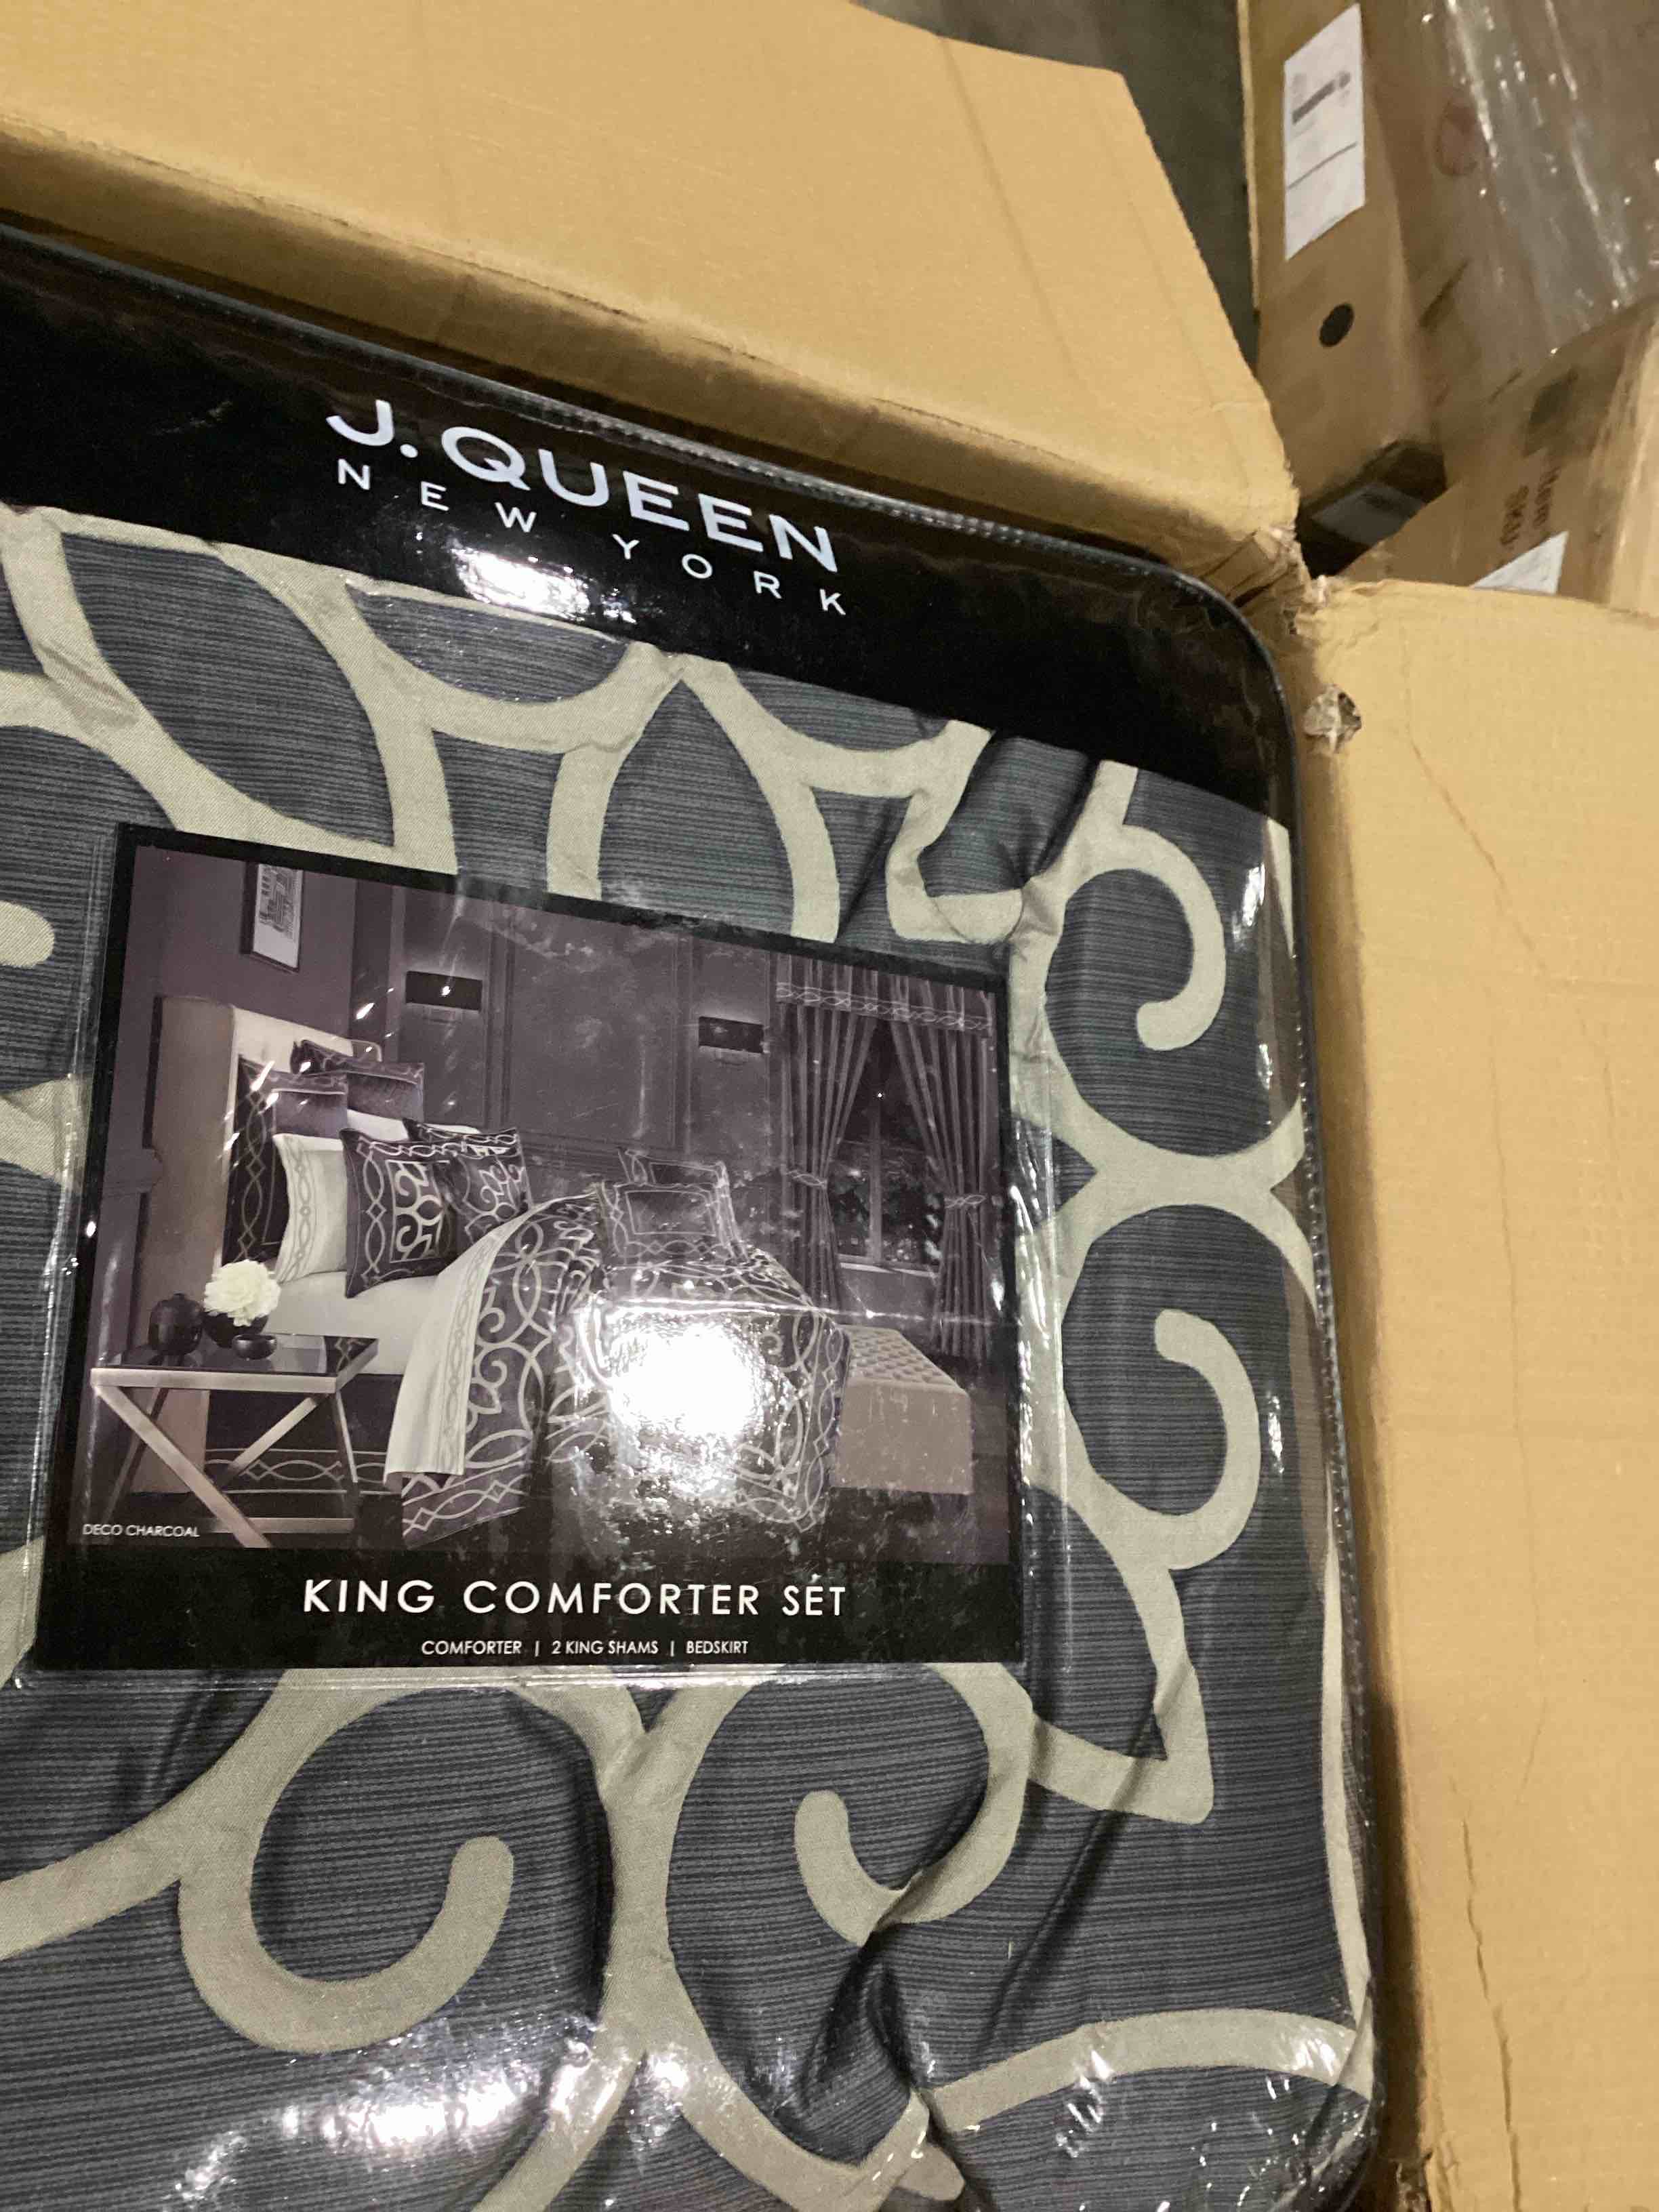 J.QUEEN
NEW YORK
DECO CHARCOAL
KING COMFORTER SET
COMFORTER | 2 KING SHAMS | BEDSKIRT